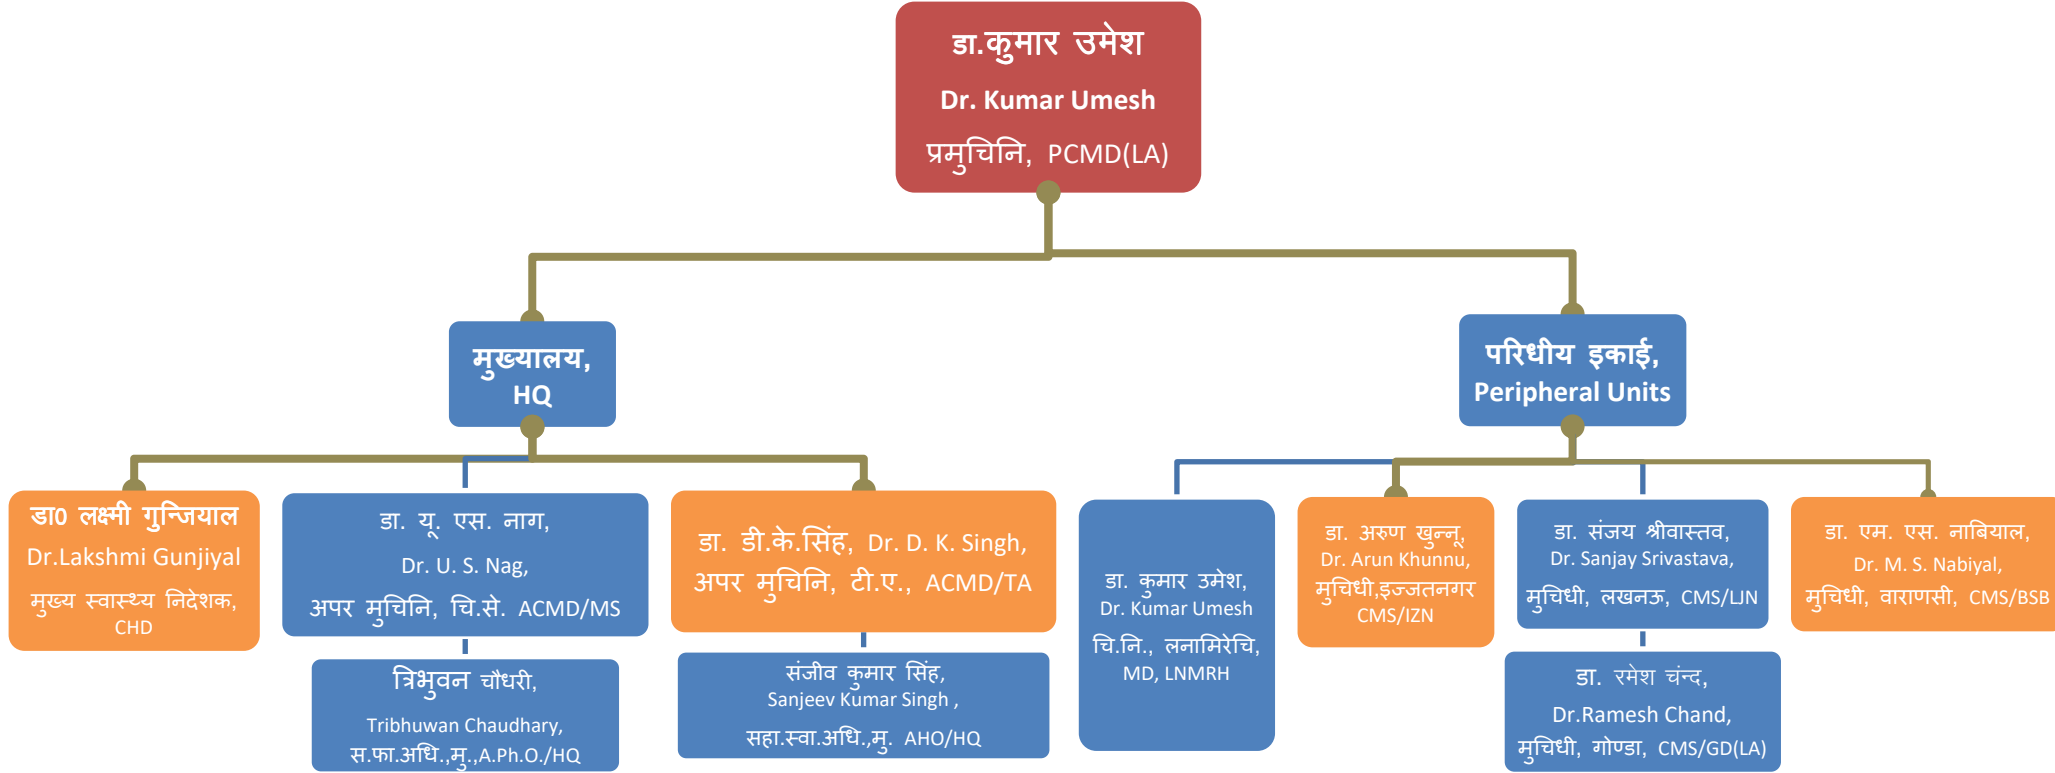 डा.कुमार उमेश
Dr. Kumar Umesh
प्रमुचिनि, PCMD(LA)
मुख्यालय,
HQ
परिधीय इकाई,
Peripheral Units
डा0 लक्ष्मी गुन्जियाल
Dr.Lakshmi Gunjiyal
मुख्य स्वास्थ्य निदेशक,
CHD
डा. यू. एस. नाग,
Dr. U. S. Nag,
अपर मुचिनि, चि.से. ACMD/MS
डा. डी.के.सिंह, Dr. D. K. Singh,
अपर मुचिनि, टी.ए., ACMD/TA
डा. कुमार उमेश,
Dr. Kumar Umesh
चि.नि., लनामिरेचि,
MD, LNMRH
डा. अरुण खुन्नू,
Dr. Arun Khunnu,
मुचिधी,इज्जतनगर
CMS/IZN
डा. संजय श्रीवास्तव,
Dr. Sanjay Srivastava,
मुचिधी, लखनऊ, CMS/LJN
डा. एम. एस. नाबियाल,
Dr. M. S. Nabiyal,
मुचिधी, वाराणसी, CMS/BSB
त्रिभुवन चौधरी,
Tribhuwan Chaudhary,
स.फा.अधि.,मु.,A.Ph.O./HQ
संजीव कुमार सिंह,
Sanjeev Kumar Singh ,
सहा.स्वा.अधि.,मु. AHO/HQ
डा. रमेश चंन्द,
Dr.Ramesh Chand,
मुचिधी, गोण्डा, CMS/GD(LA)